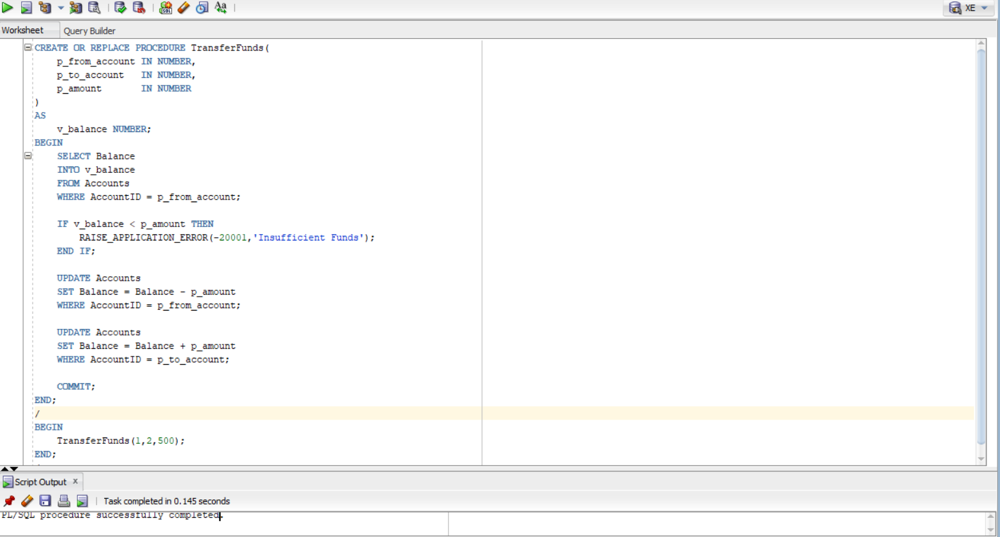 XE
Worksheet
Query Builder
CREATE OR REPLACE PROCEDURE TransferFunds(
    p_from_account IN NUMBER,
    p_to_account   IN NUMBER,
    p_amount       IN NUMBER
)
AS
    v_balance NUMBER;
BEGIN
    SELECT Balance
    INTO v_balance
    FROM Accounts
    WHERE AccountID = p_from_account;

    IF v_balance < p_amount THEN
        RAISE_APPLICATION_ERROR(-20001,'Insufficient Funds');
    END IF;

    UPDATE Accounts
    SET Balance = Balance - p_amount
    WHERE AccountID = p_from_account;

    UPDATE Accounts
    SET Balance = Balance + p_amount
    WHERE AccountID = p_to_account;

    COMMIT;
END;
/
BEGIN
    TransferFunds(1,2,500);
END;
Script Output x
Task completed in 0.145 seconds
PL/SQL procedure successfully completed.